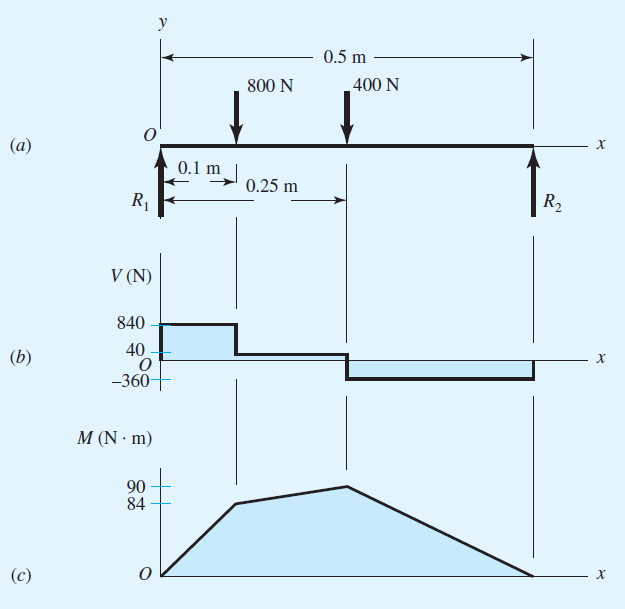 y
0.5 m
800 N
400 N
O
(a)
x
0.1 m
0.25 m
R1
R2
V (N)
840
40
(b)
O
x
–360
M (N · m)
90
84
(c)
O
x